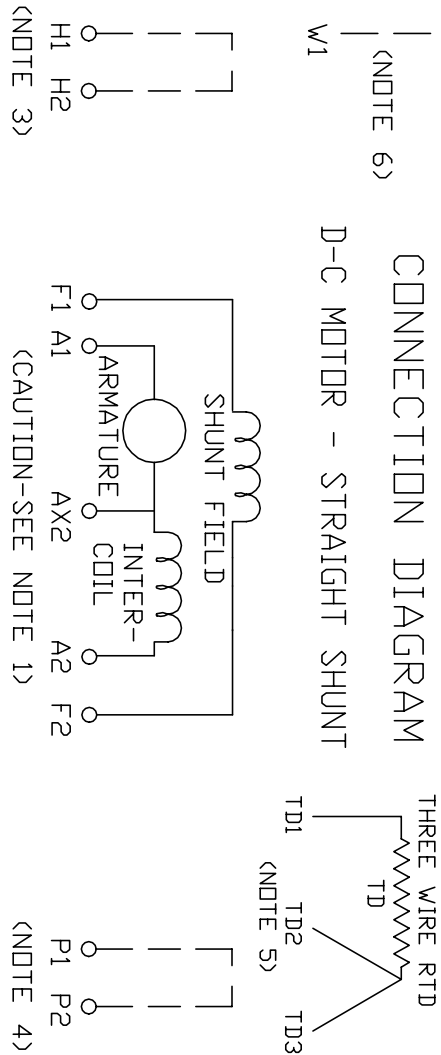 CONNECTION DIAGRAM
D-C MOTOR - STRAIGHT SHUNT
W1
(NOTE 6)
THREE WIRE RTD
TD
TD1 TD2 TD3
(NOTE 5)
SHUNT FIELD
ARMATURE
INTER-
COIL
H1 H2
(NOTE 3)
F1 A1 AX2 A2 F2
(CAUTION-SEE NOTE 1)
P1 P2
(NOTE 4)